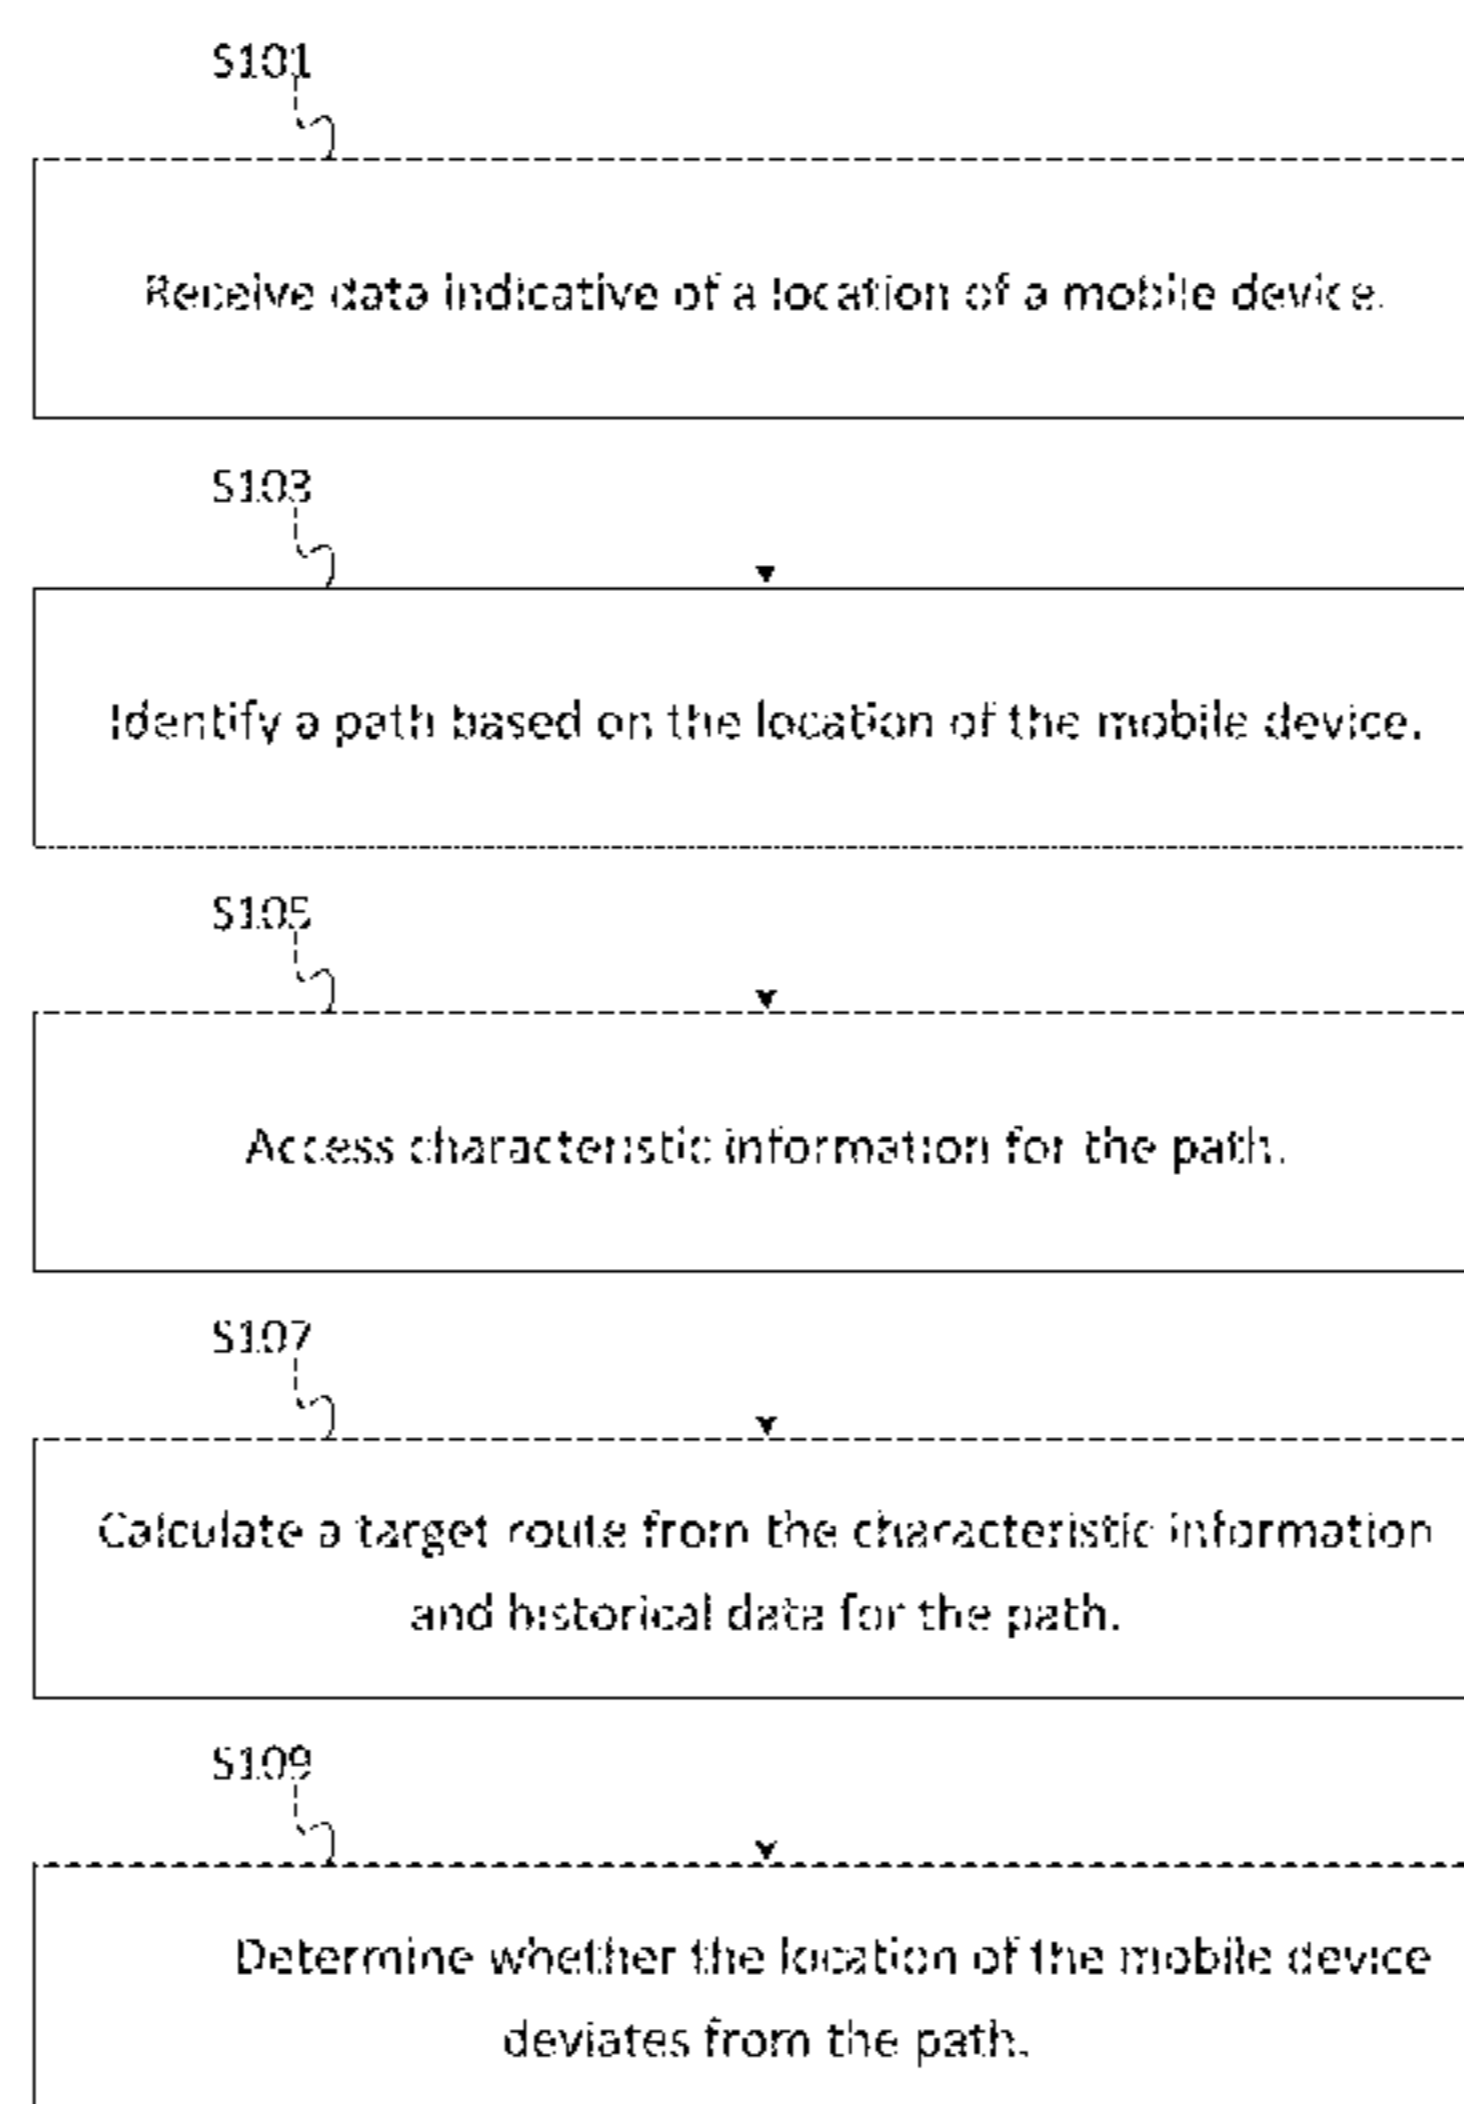 S101
Receive data indicative of a location of a mobile device.
S103
Identify a path based on the location of the mobile device.
S105
Access characteristic information for the path.
S107
Calculate a target route from the characteristic information
and historical data for the path.
S109
Determine whether the location of the mobile device
deviates from the path.